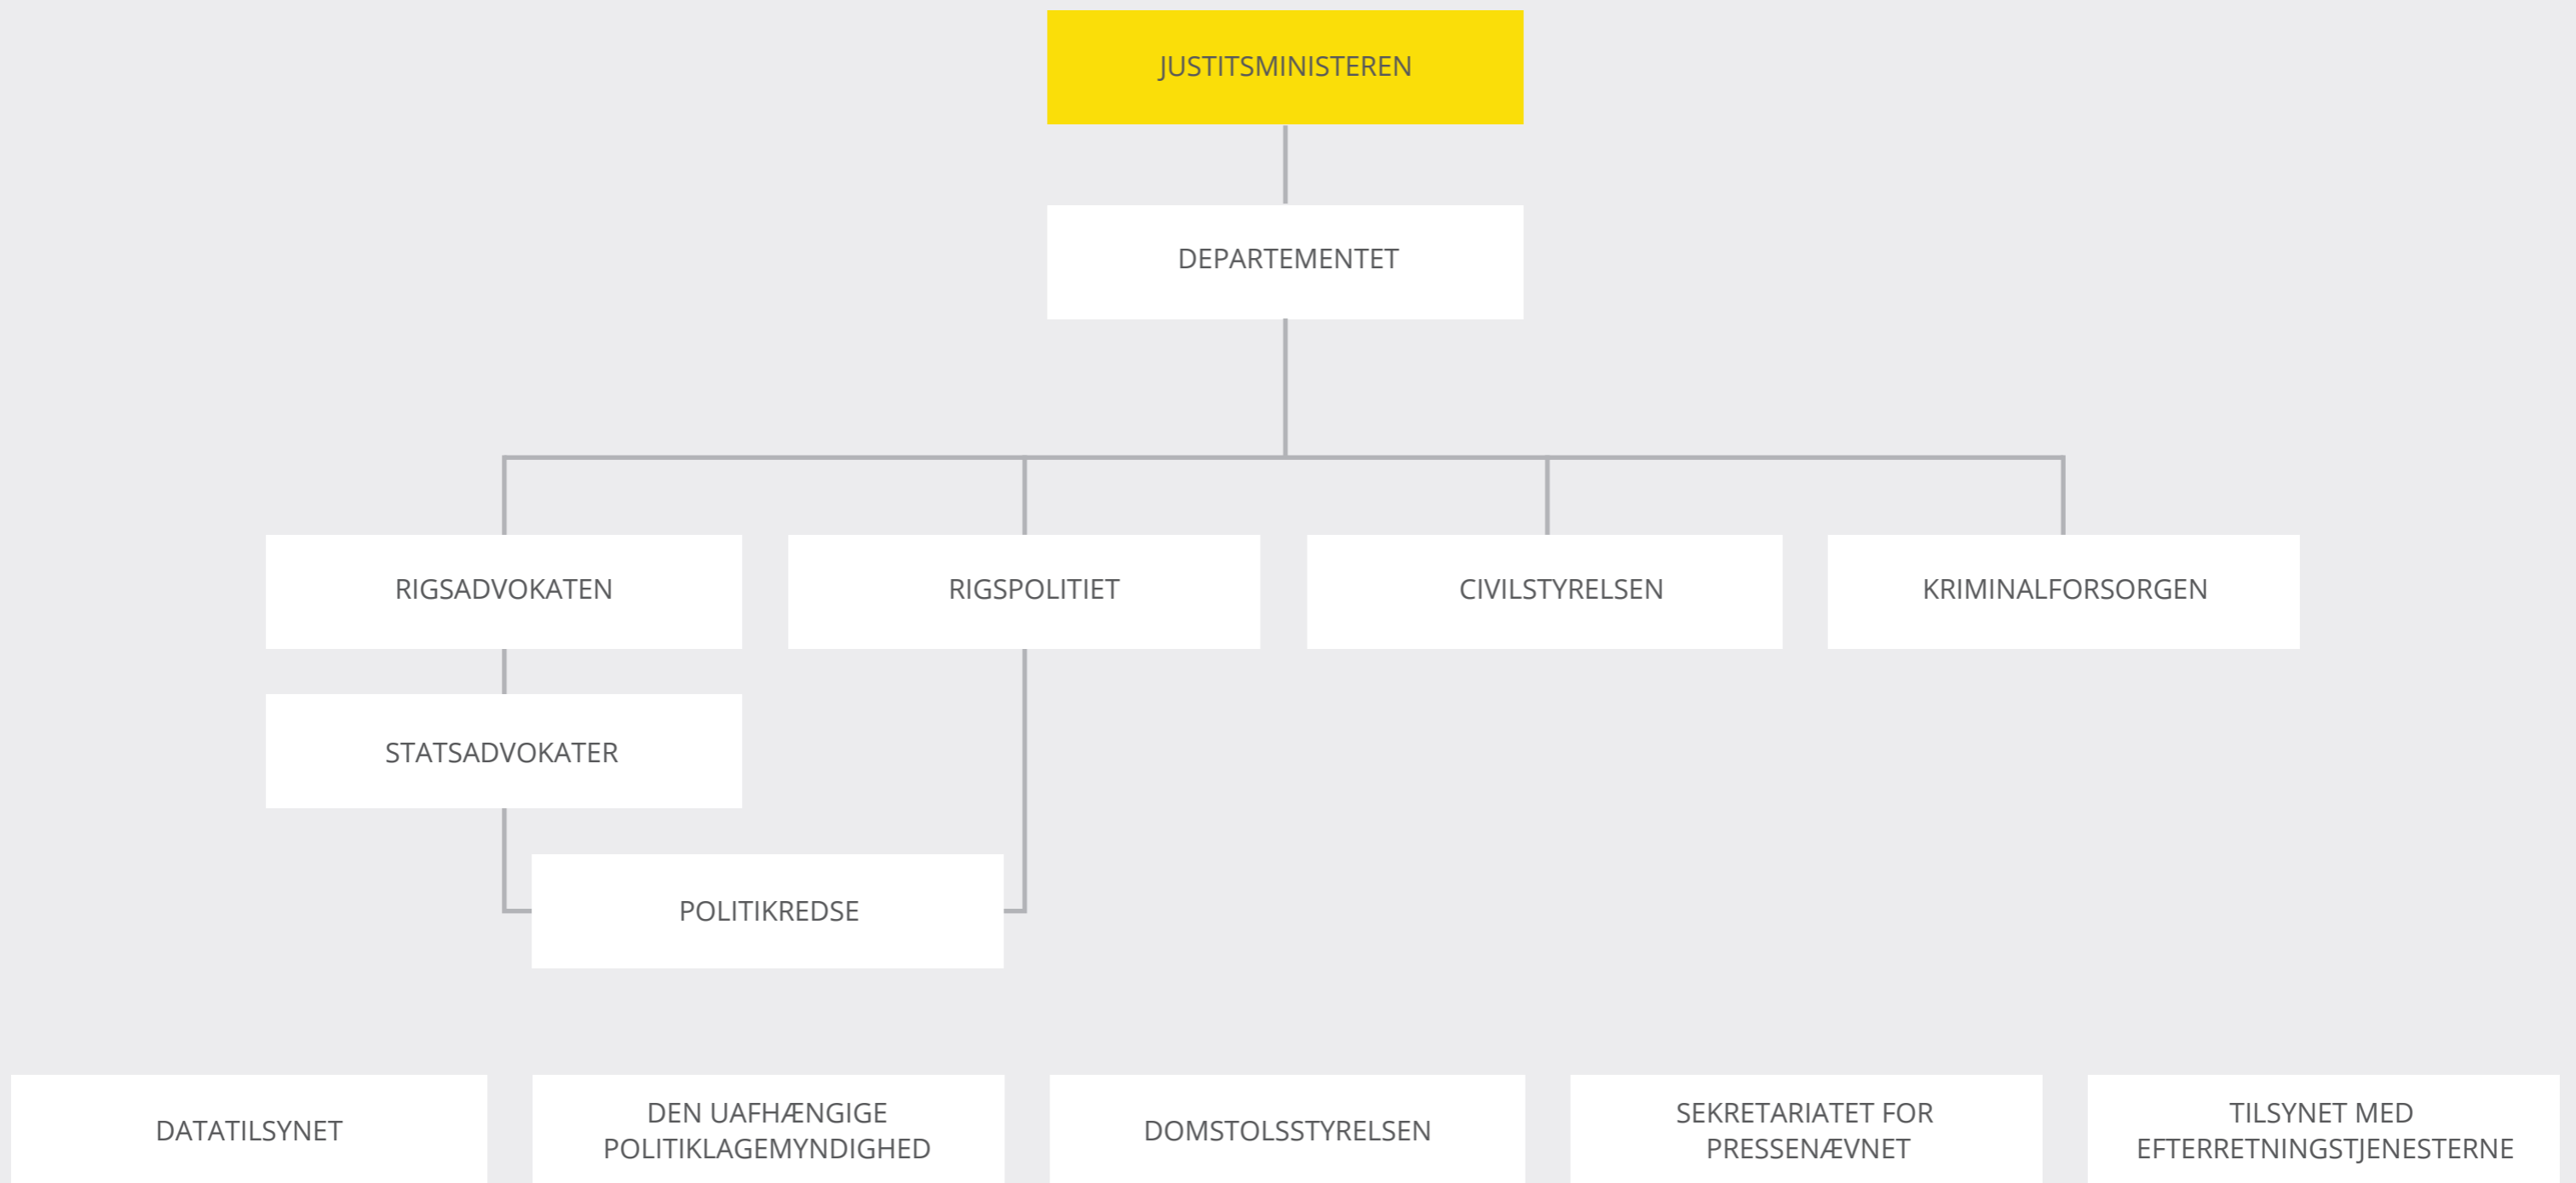 JUSTITSMINISTEREN
DEPARTEMENTET
RIGSADVOKATEN
RIGSPOLITIET
CIVILSTYRELSEN
KRIMINALFORSORGEN
STATSADVOKATER
POLITIKREDSE
DATATILSYNET
DEN UAFHÆNGIGE
POLITIKLAGEMYNDIGHED
DOMSTOLSSTYRELSEN
SEKRETARIATET FOR
PRESSENÆVNET
TILSYNET MED
EFTERRETNINGSTJENESTERNE